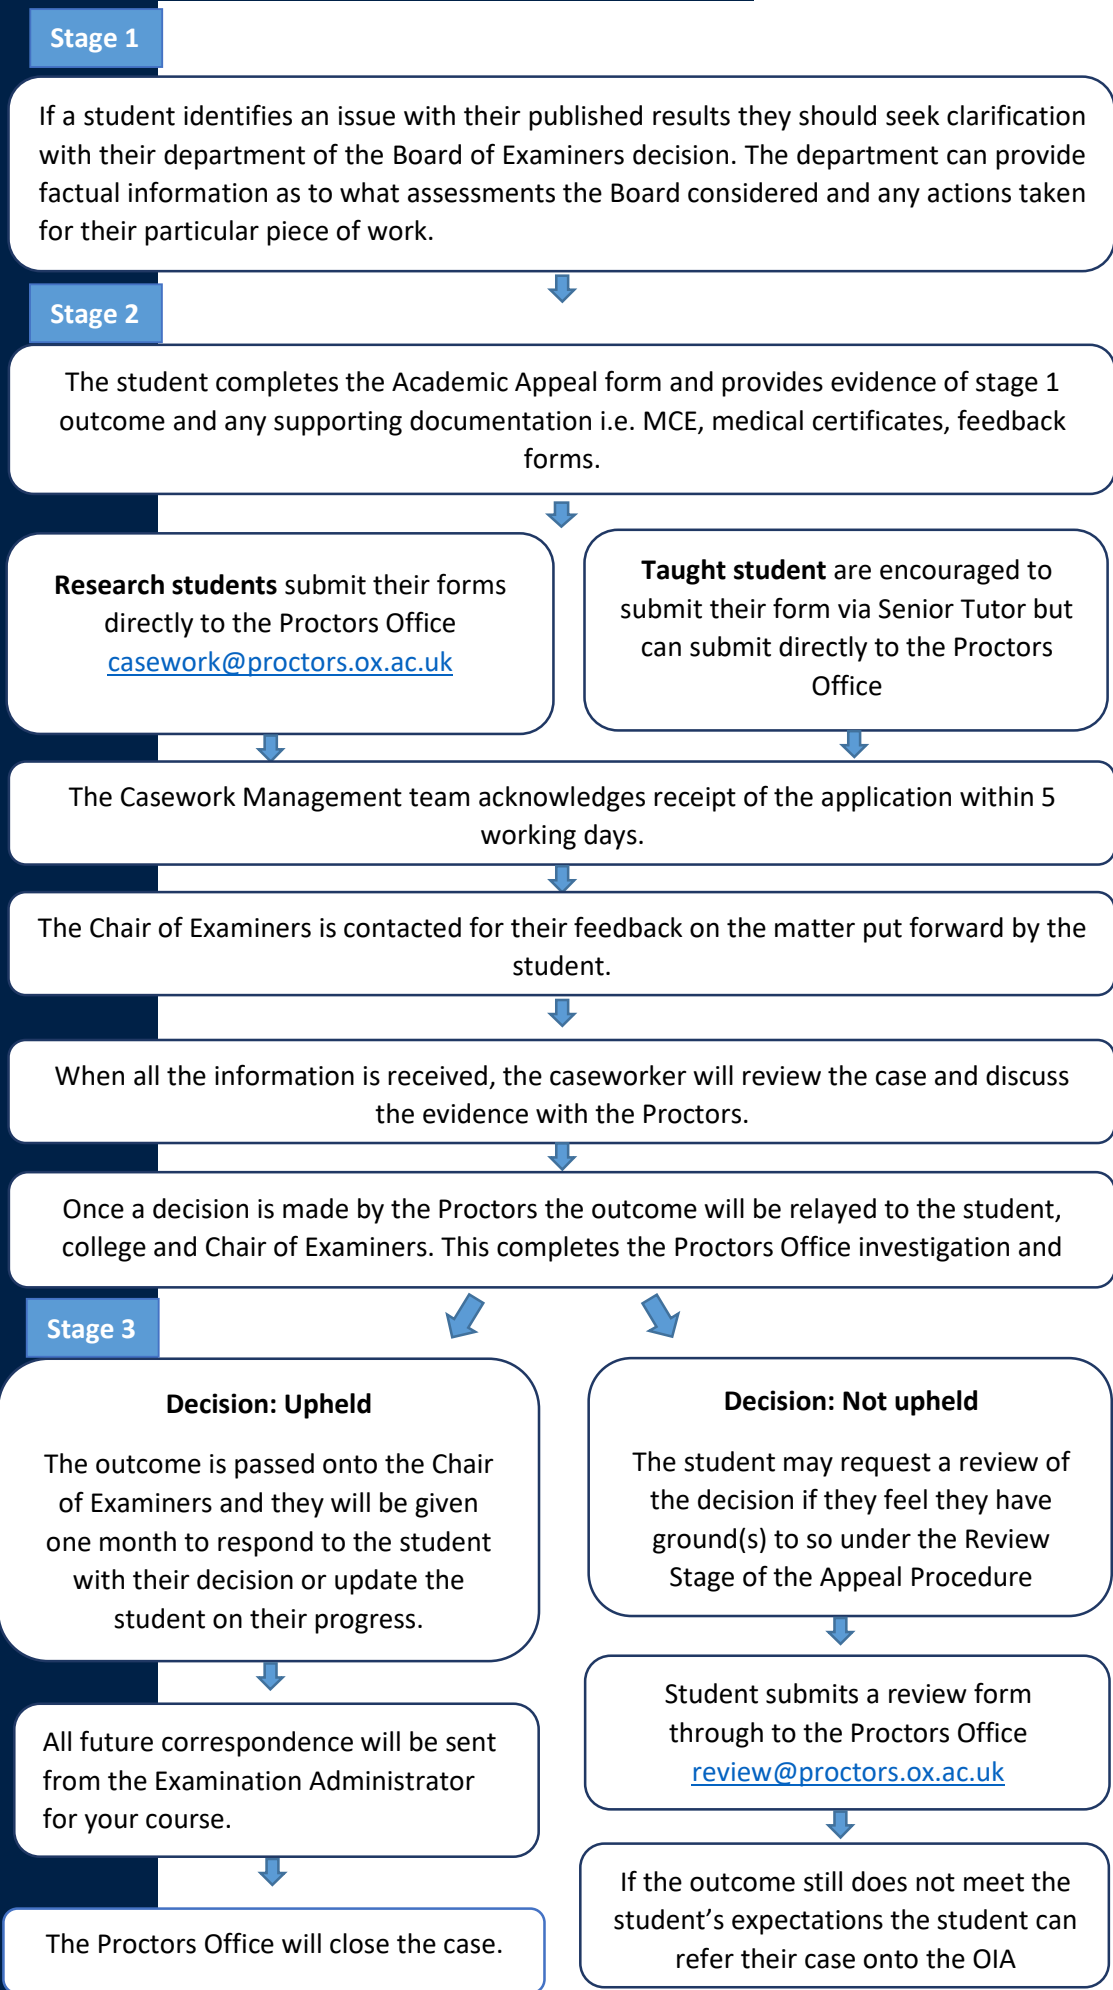 Stage 1
If a student identifies an issue with their published results they should seek clarification
with their department of the Board of Examiners decision. The department can provide
factual information as to what assessments the Board considered and any actions taken
for their particular piece of work.
Stage 2
The student completes the Academic Appeal form and provides evidence of stage 1
outcome and any supporting documentation i.e. MCE, medical certificates, feedback
forms.
Research students submit their forms
directly to the Proctors Office
casework@proctors.ox.ac.uk
Taught student are encouraged to
submit their form via Senior Tutor but
can submit directly to the Proctors
Office
The Casework Management team acknowledges receipt of the application within 5
working days.
The Chair of Examiners is contacted for their feedback on the matter put forward by the
student.
When all the information is received, the caseworker will review the case and discuss
the evidence with the Proctors.
Once a decision is made by the Proctors the outcome will be relayed to the student,
college and Chair of Examiners. This completes the Proctors Office investigation and
Stage 3
Decision: Upheld
The outcome is passed onto the Chair
of Examiners and they will be given
one month to respond to the student
with their decision or update the
student on their progress.
All future correspondence will be sent
from the Examination Administrator
for your course.
The Proctors Office will close the case.
Decision: Not upheld
The student may request a review of
the decision if they feel they have
ground(s) to so under the Review
Stage of the Appeal Procedure
Student submits a review form
through to the Proctors Office
review@proctors.ox.ac.uk
If the outcome still does not meet the
student’s expectations the student can
refer their case onto the OIA